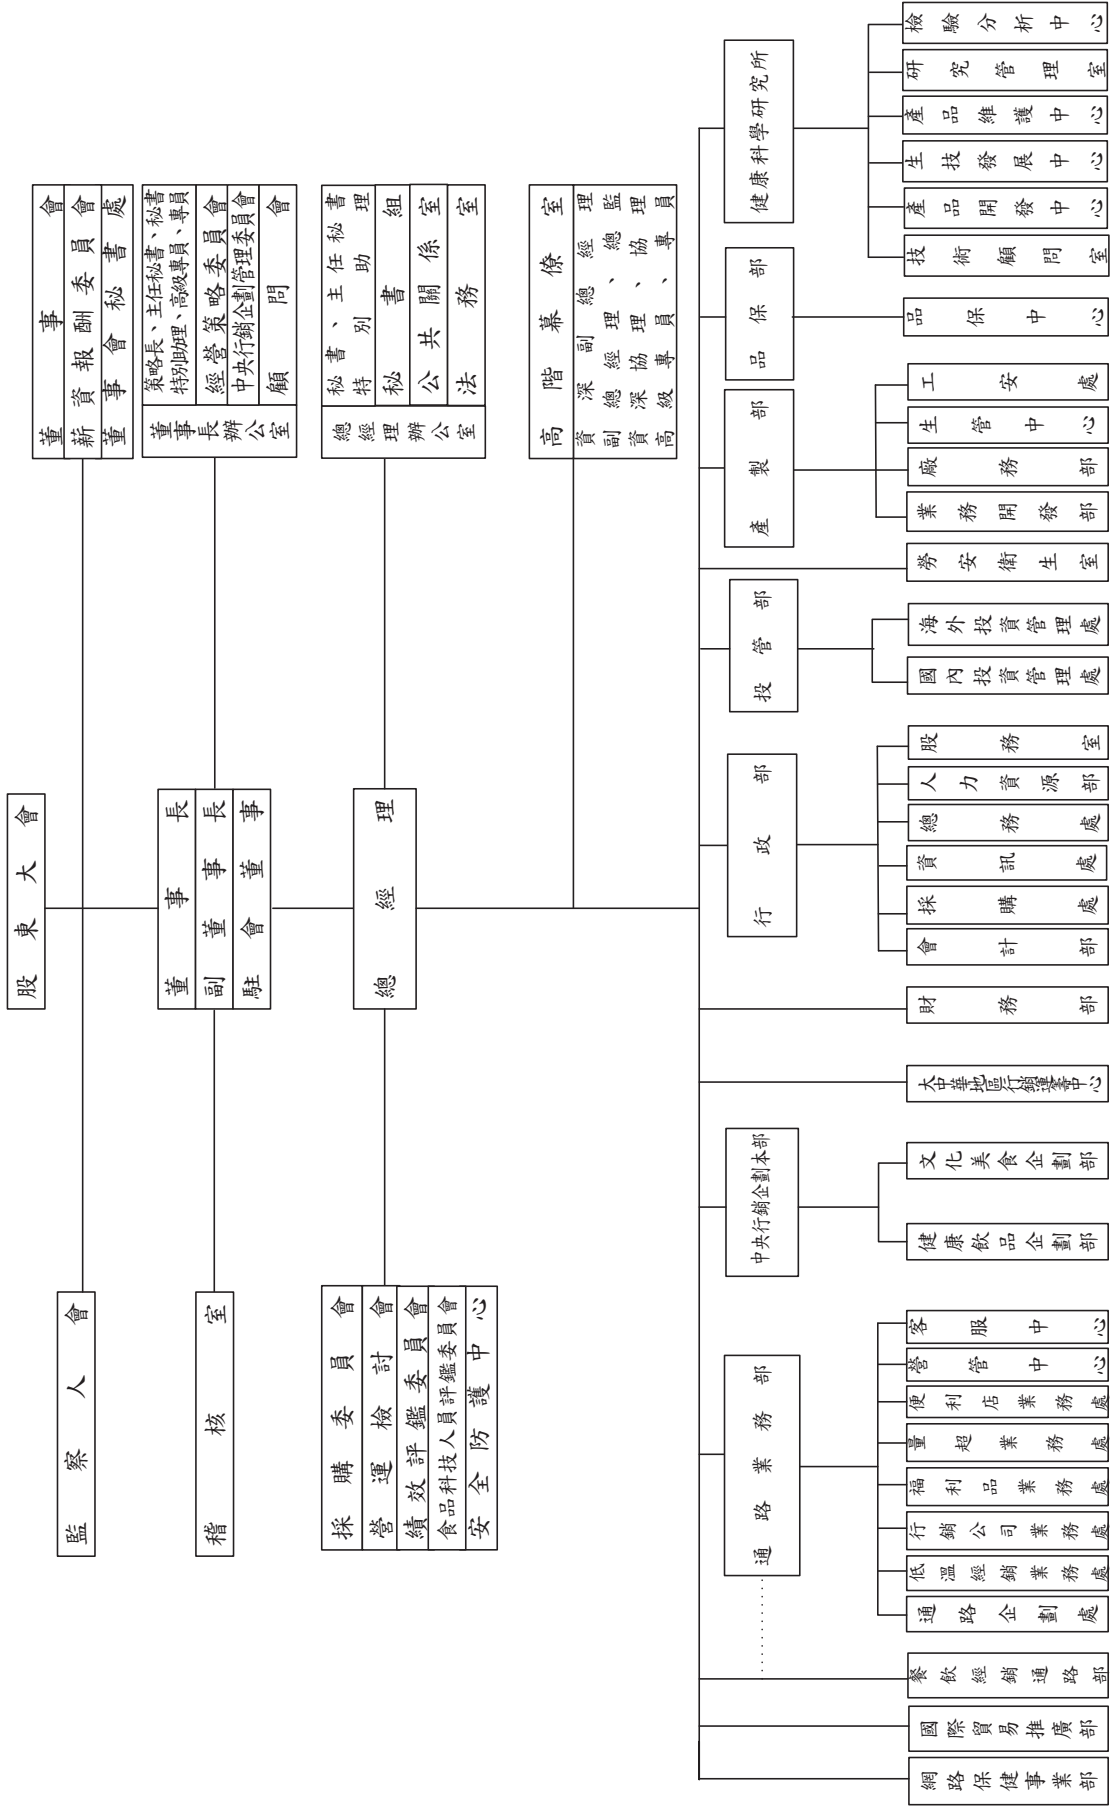 股東大會
董事會
薪資報酬委員會
董事會秘書處
監察人會
董事長
副董事長
駐會董事
董事長辦公室
策略長、主任秘書、秘書
特別助理、高級專員、專員
經營策略委員會
中央行銷企劃管理委員會
顧問會
稽核室
總經理
總經理辦公室
秘書、主任秘書
特別助理
秘書組
公共關係室
法務室
採購委員會
營運檢討會
績效評鑑委員會
食品科技人員評鑑委員會
安全防護中心
高階幕僚室
資深副總經理
副總經理、總監
資深協理、協理
高級專員、專員
網路保健事業部
國際貿易推廣部
餐飲經銷通路部
通路業務部
通路企劃處
低溫經銷業務處
行銷公司業務處
福利品業務處
量超業務處
便利店業務處
營管中心
客服中心
中央行銷企劃本部
健康飲品企劃部
文化美食企劃部
大中華地區行銷運籌中心
財務部
行政部
會計部
採購處
資訊處
總務處
人力資源部
股務室
投管部
國內投資管理處
海外投資管理處
勞安衛生室
產製部
業務開發部
廠務部
生管中心
工安處
品保部
品保中心
健康科學研究所
技術顧問室
產品開發中心
生技發展中心
產品維護中心
研究管理室
檢驗分析中心